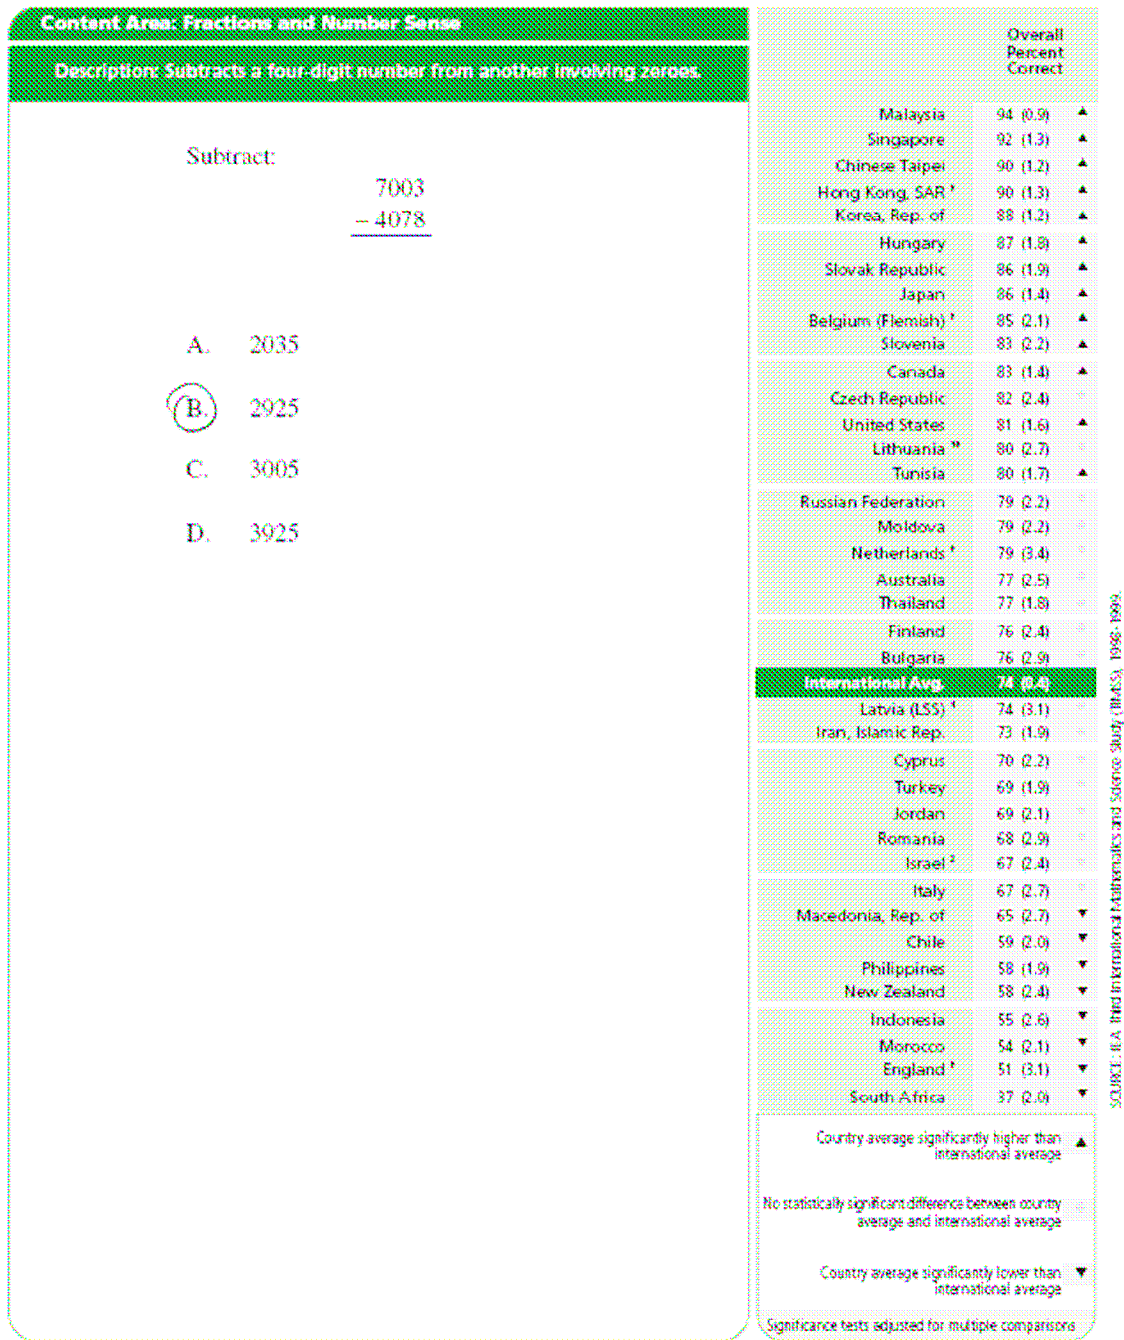 Content Area: Fractions and Number Sense
Description: Subtracts a four-digit number from another involving zeroes.
Subtract:
7003
– 4078
A. 2035
B. 2925
C. 3005
D. 3925
Overall
Percent
Correct
Malaysia 94 (0.9) ▲
Singapore 92 (1.3) ▲
Chinese Taipei 90 (1.2) ▲
Hong Kong, SAR † 90 (1.3) ▲
Korea, Rep. of 88 (1.2) ▲
Hungary 87 (1.8) ▲
Slovak Republic 86 (1.9) ▲
Japan 86 (1.4) ▲
Belgium (Flemish) † 85 (2.1) ▲
Slovenia 83 (2.2) ▲
Canada 83 (1.4) ▲
Czech Republic 82 (2.4)
United States 81 (1.6) ▲
Lithuania 80 (2.7)
Tunisia 80 (1.7) ▲
Russian Federation 79 (2.2)
Moldova 79 (2.2)
Netherlands † 79 (3.4)
Australia 77 (2.5)
Thailand 77 (1.8)
Finland 76 (2.4)
Bulgaria 76 (2.9)
International Avg. 74 (0.4)
Latvia (LSS) 74 (3.1)
Iran, Islamic Rep. 73 (1.9)
Cyprus 70 (2.2)
Turkey 69 (1.9)
Jordan 69 (2.1)
Romania 68 (2.9)
Israel 67 (2.4)
Italy 67 (2.7)
Macedonia, Rep. of 65 (2.7) ▼
Chile 59 (2.0) ▼
Philippines 58 (1.9) ▼
New Zealand 58 (2.4) ▼
Indonesia 55 (2.6) ▼
Morocco 54 (2.1) ▼
England † 51 (3.1) ▼
South Africa 37 (2.0) ▼
Country average significantly higher than ▲
international average
No statistically significant difference between country
average and international average
Country average significantly lower than ▼
international average
Significance tests adjusted for multiple comparisons
SOURCE: IEA Third International Mathematics and Science Study (TIMSS), 1998-1999.